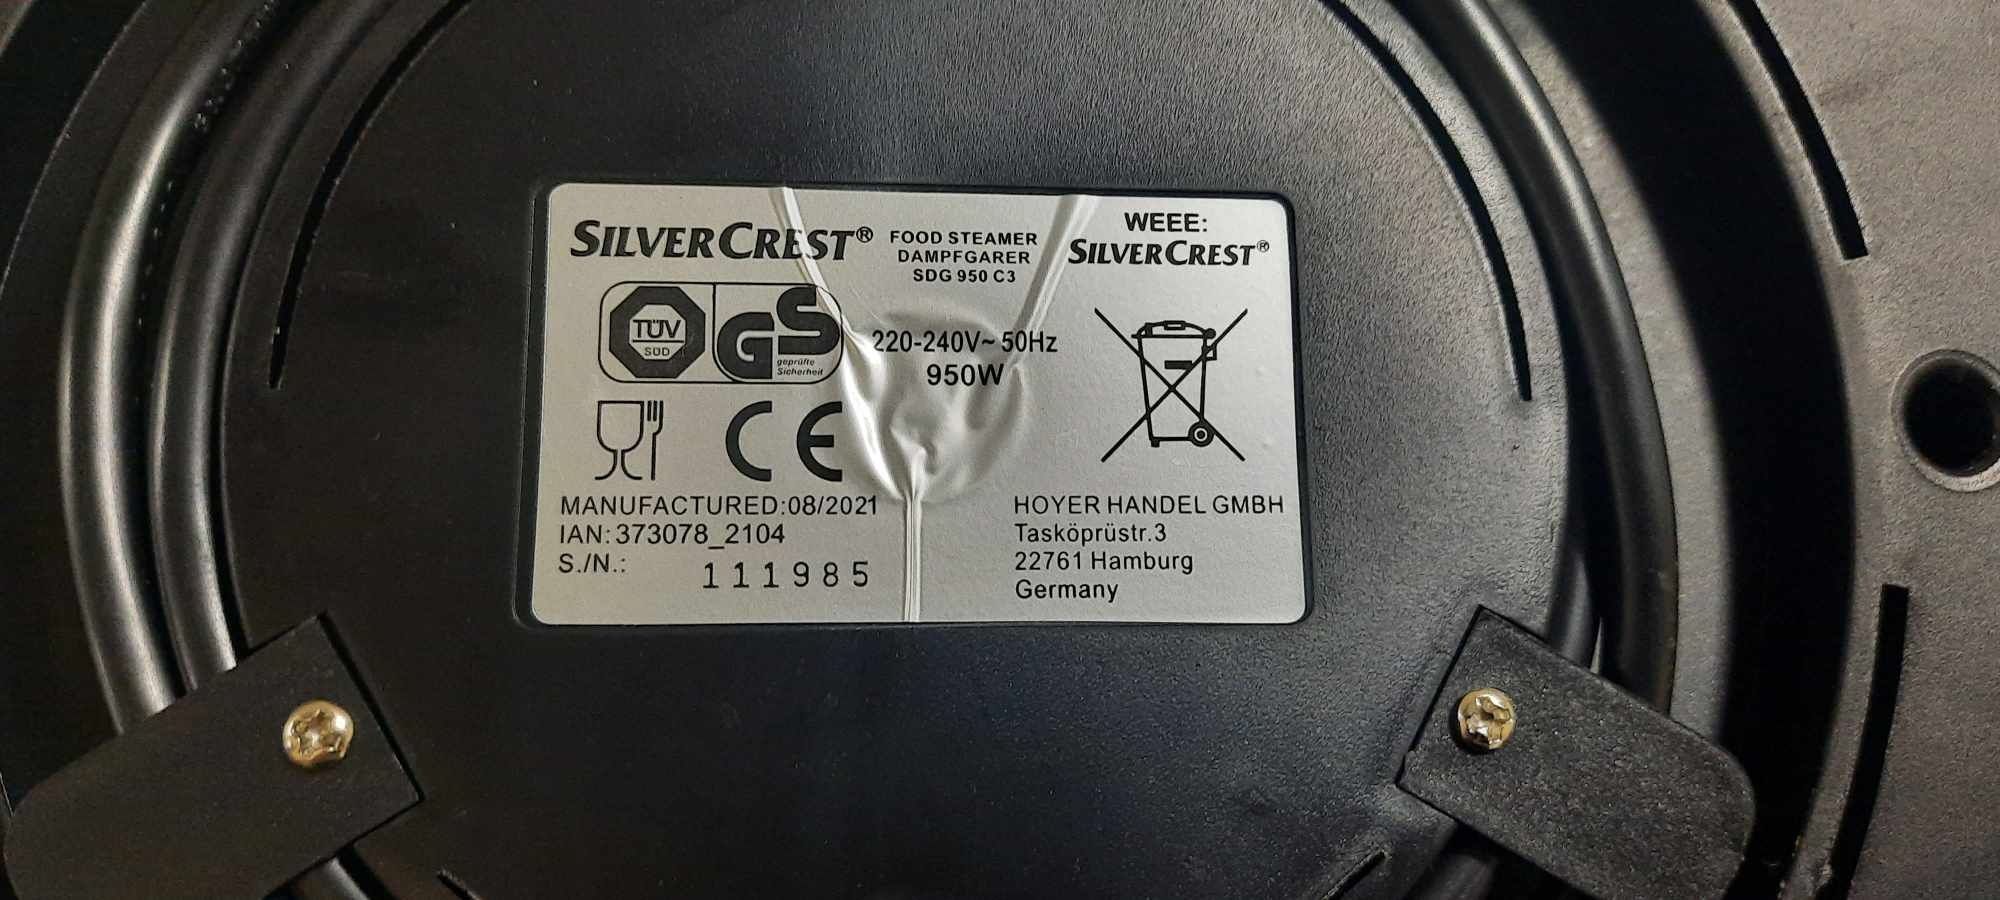 SILVERCREST®
FOOD STEAMER
DAMPFGARER
SDG 950 C3
WEEE:
SILVERCREST®
TÜV
SÜD
GS
geprüfte
Sicherheit
220-240V~ 50Hz
950W
CE
MANUFACTURED:08/2021
IAN: 373078_2104
S./N.: 111985
HOYER HANDEL GMBH
Tasköprüstr.3
22761 Hamburg
Germany